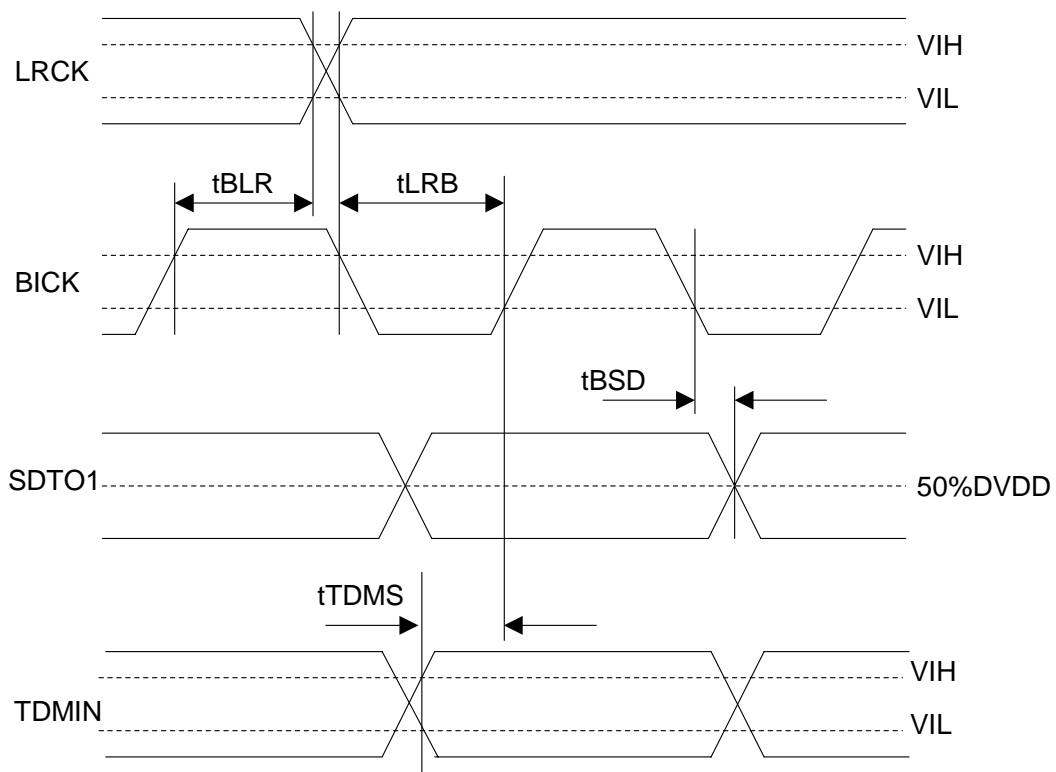 VIH
LRCK
VIL
tBLR
tLRB
VIH
BICK
VIL
tBSD
SDTO1
50%DVDD
tTDMS
VIH
TDMIN
VIL